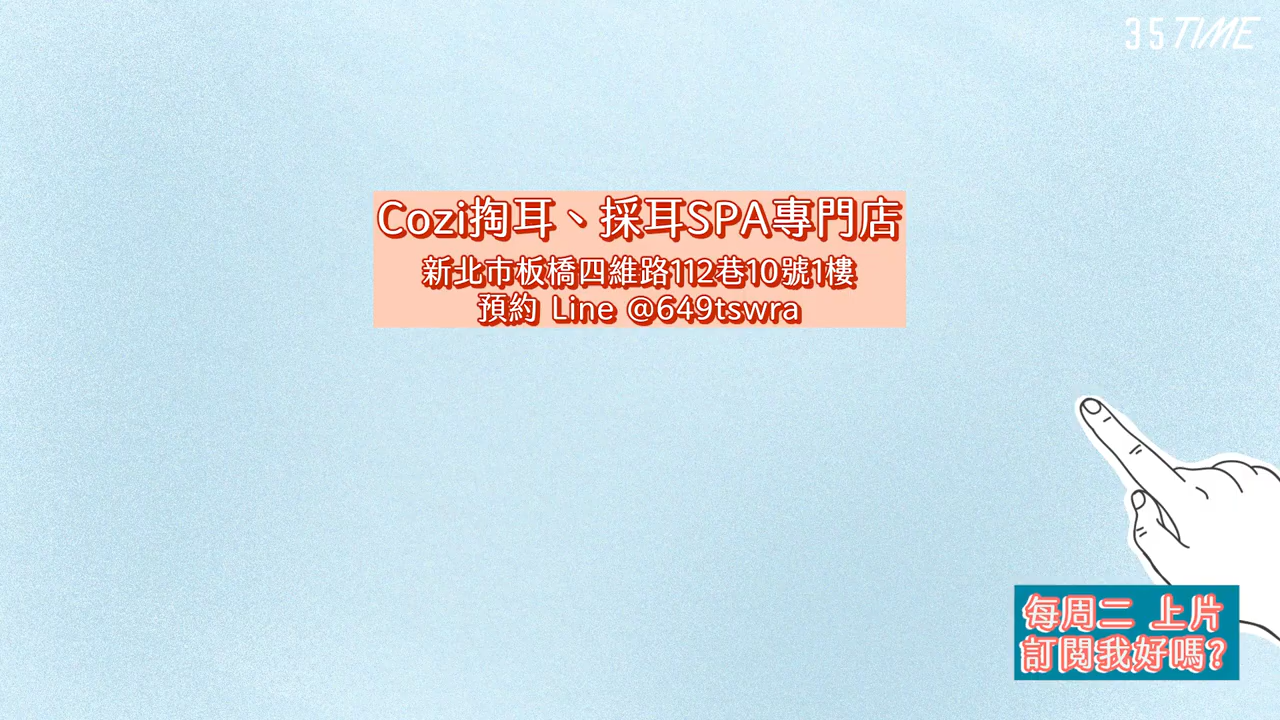 35TIME
Cozi掏耳、採耳SPA專門店
新北市板橋四維路112巷10號1樓
預約 Line @649tswra
每周二 上片
訂閱我好嗎?